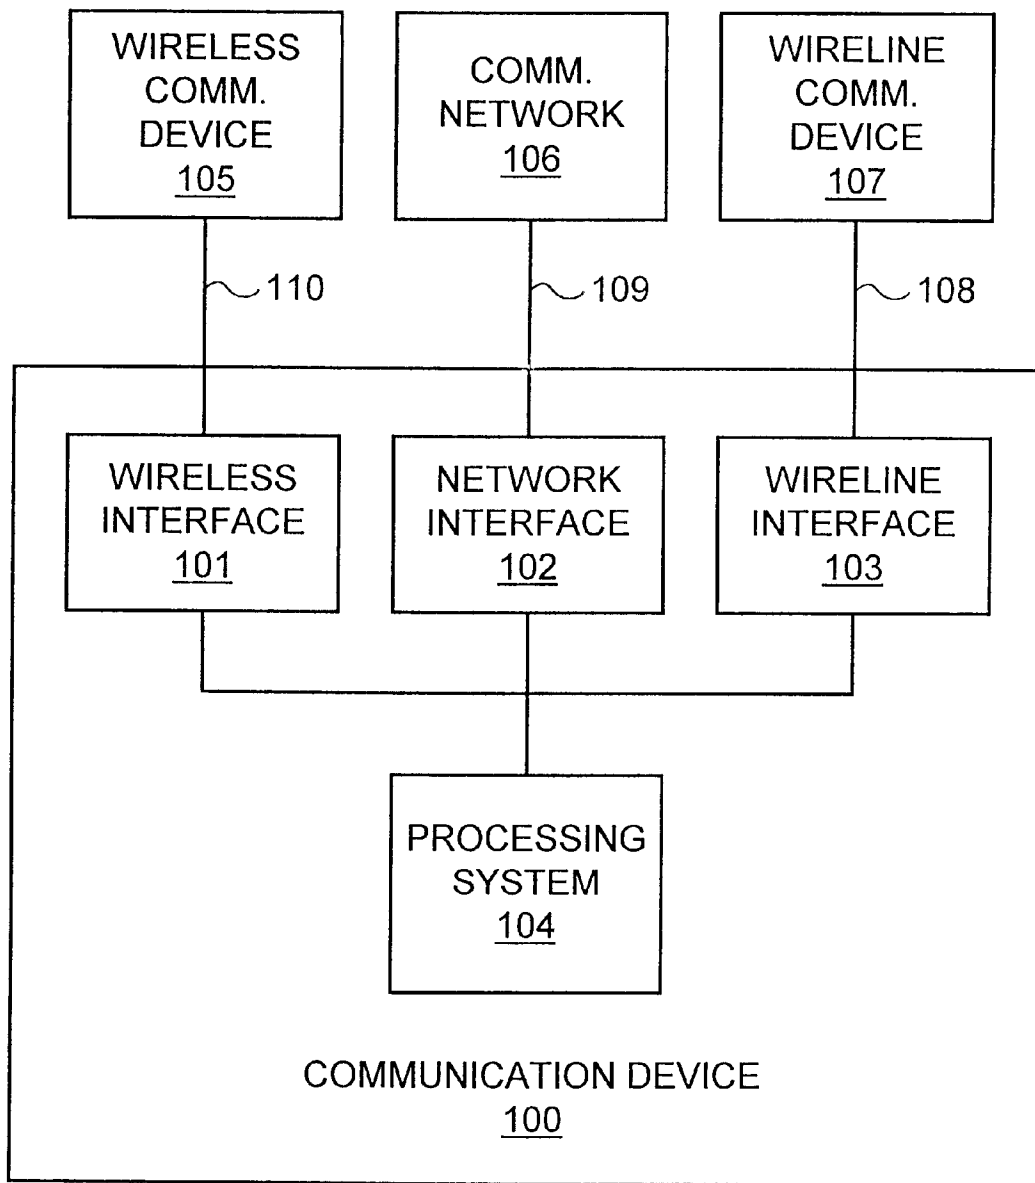 WIRELESS
COMM.
DEVICE
105
COMM.
NETWORK
106
WIRELINE
COMM.
DEVICE
107
110
109
108
WIRELESS
INTERFACE
101
NETWORK
INTERFACE
102
WIRELINE
INTERFACE
103
PROCESSING
SYSTEM
104
COMMUNICATION DEVICE
100